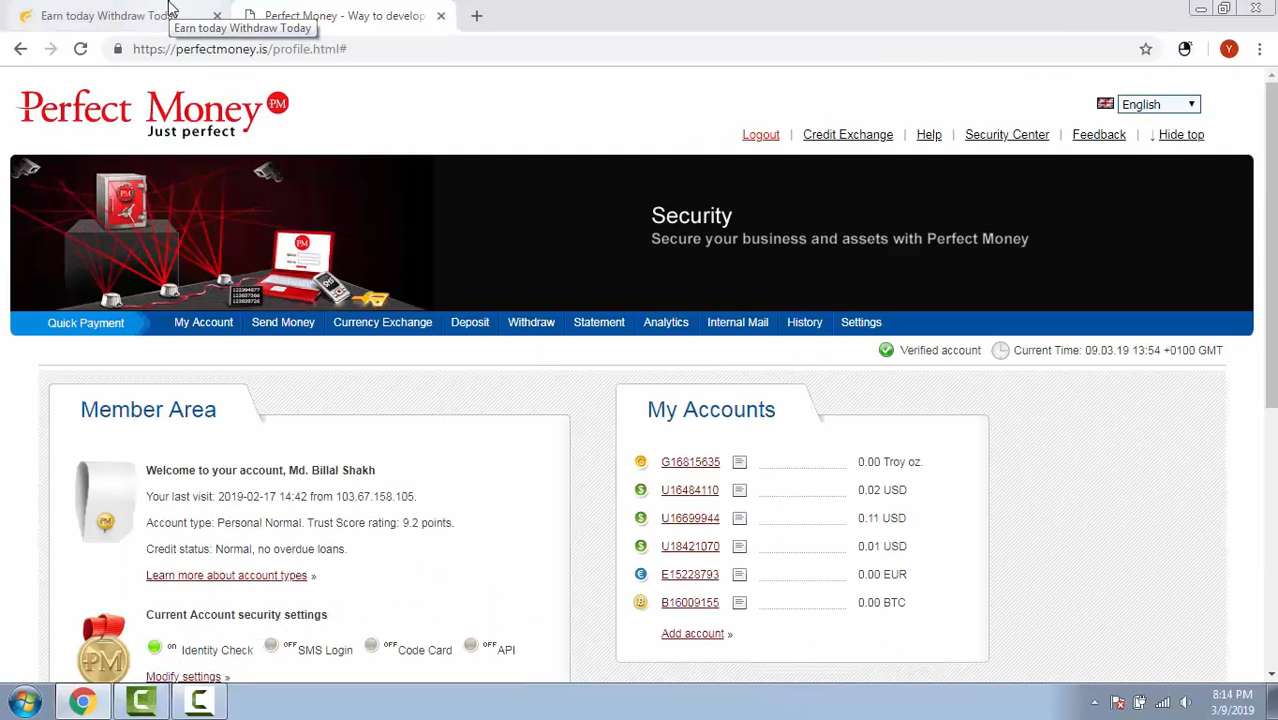 Earn today Withdraw Tod
Perfect Money - Way to develop
Earn today Withdraw Today
https://perfectmoney.is/profile.html#
Y
Perfect Money PM
Just perfect
English
Logout | Credit Exchange | Help | Security Center | Feedback | ↓ Hide top
Security
Secure your business and assets with Perfect Money
Quick Payment My Account Send Money Currency Exchange Deposit Withdraw Statement Analytics Internal Mail History Settings
Verified account Current Time: 09.03.19 13:54 +0100 GMT
Member Area
Welcome to your account, Md. Billal Shakh
Your last visit: 2019-02-17 14:42 from 103.67.158.105.
Account type: Personal Normal. Trust Score rating: 9.2 points.
Credit status: Normal, no overdue loans.
Learn more about account types »
Current Account security settings
on Identity Check OFF SMS Login OFF Code Card OFF API
Modify settings »
My Accounts
G16815635 0.00 Troy oz.
U16484110 0.02 USD
U16699944 0.11 USD
U18421070 0.01 USD
E15228793 0.00 EUR
B16009155 0.00 BTC
Add account »
8:14 PM
3/9/2019